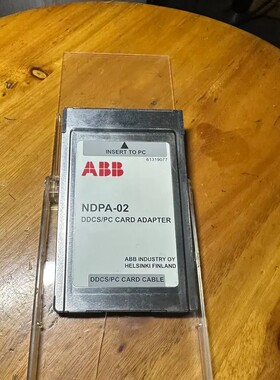 INSERT TO PC
61319077
ABB
NDPA-02
DDCS/PC CARD ADAPTER
ABB INDUSTRY OY
HELSINKI FINLAND
DDCS/PC CARD CABLE